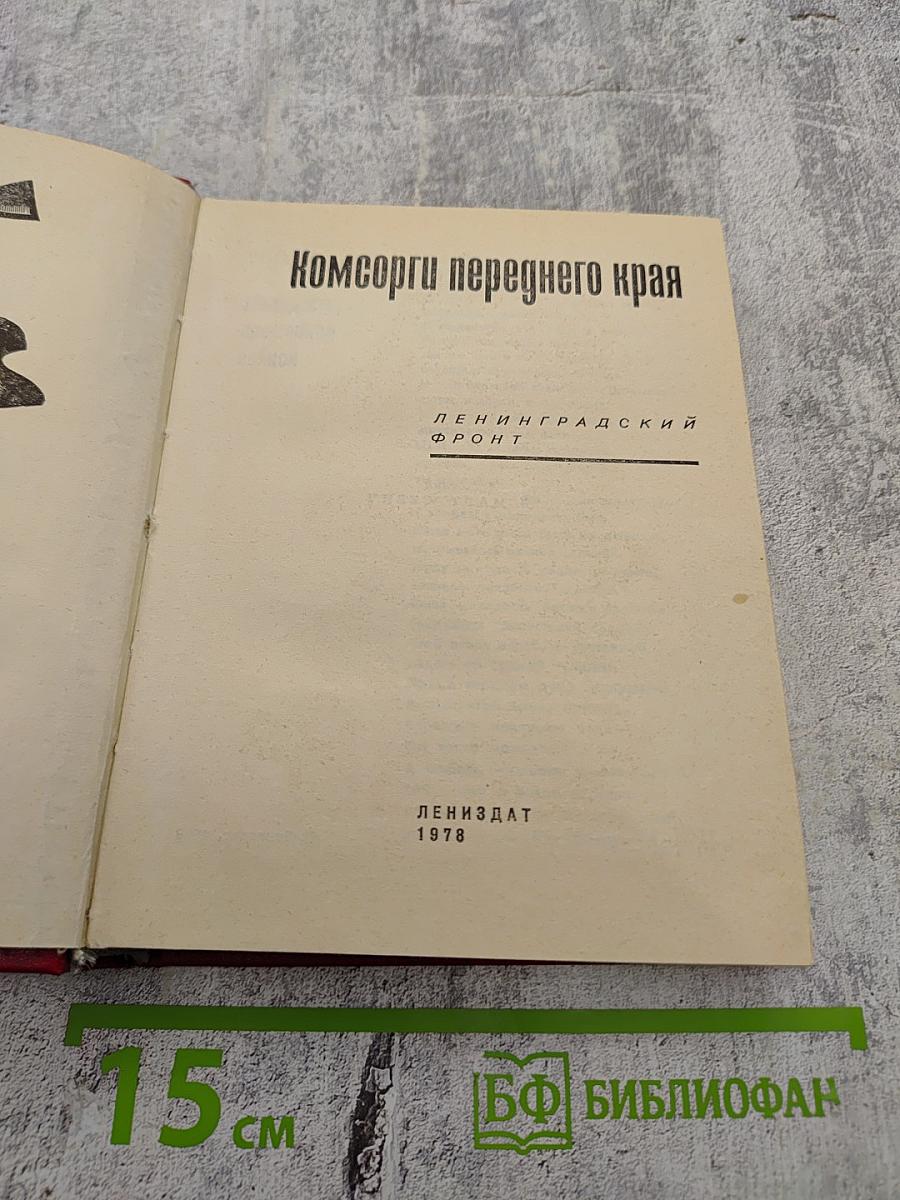 Комсорги переднего края
ЛЕНИНГРАДСКИЙ
ФРОНТ
ЛЕНИЗДАТ
1978
15 см
БФ БИБЛИОФАН